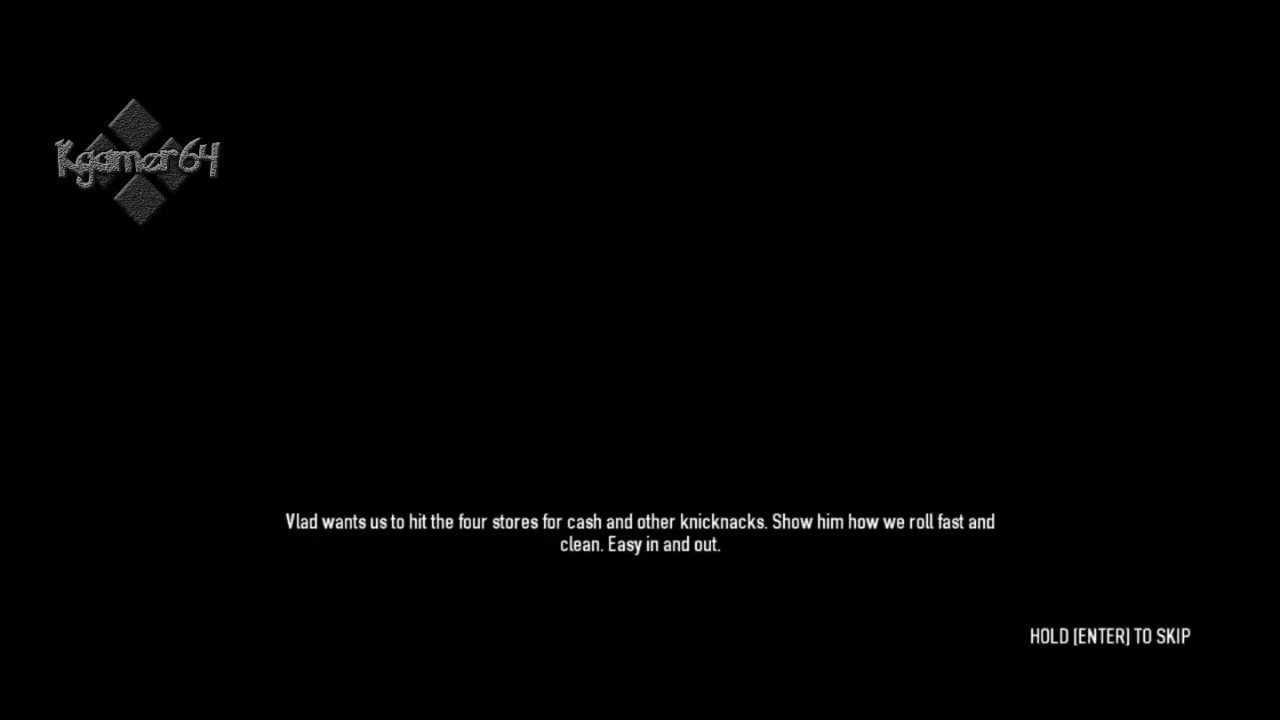 Kgamer64
Vlad wants us to hit the four stores for cash and other knicknacks. Show him how we roll fast and
clean. Easy in and out.
HOLD [ENTER] TO SKIP